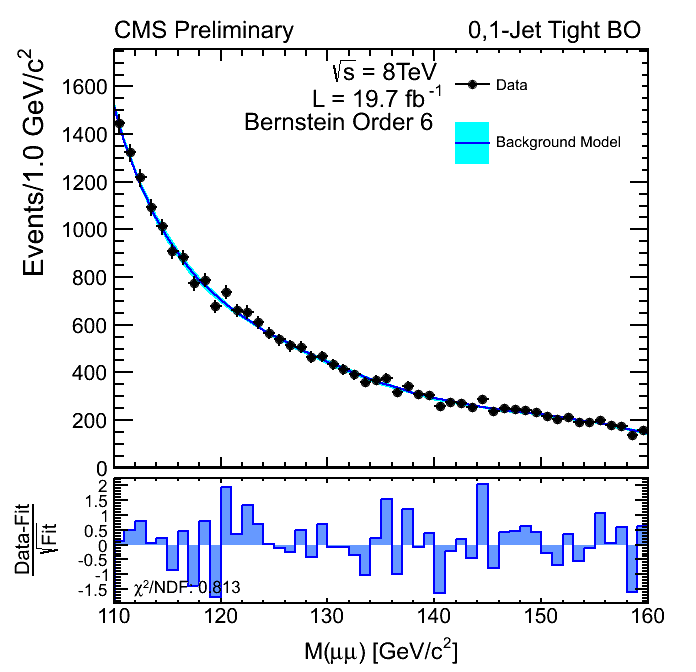 CMS Preliminary 0,1-Jet Tight BO
√s = 8TeV
L = 19.7 fb⁻¹
Bernstein Order 6
Data
Background Model
Events/1.0 GeV/c²
1600
1400
1200
1000
800
600
400
200
0
Data-Fit
√Fit
2
1.5
0.5
0
-0.5
-1
-1.5
χ²/NDF: 0.813
110 120 130 140 150 160
M(μμ) [GeV/c²]